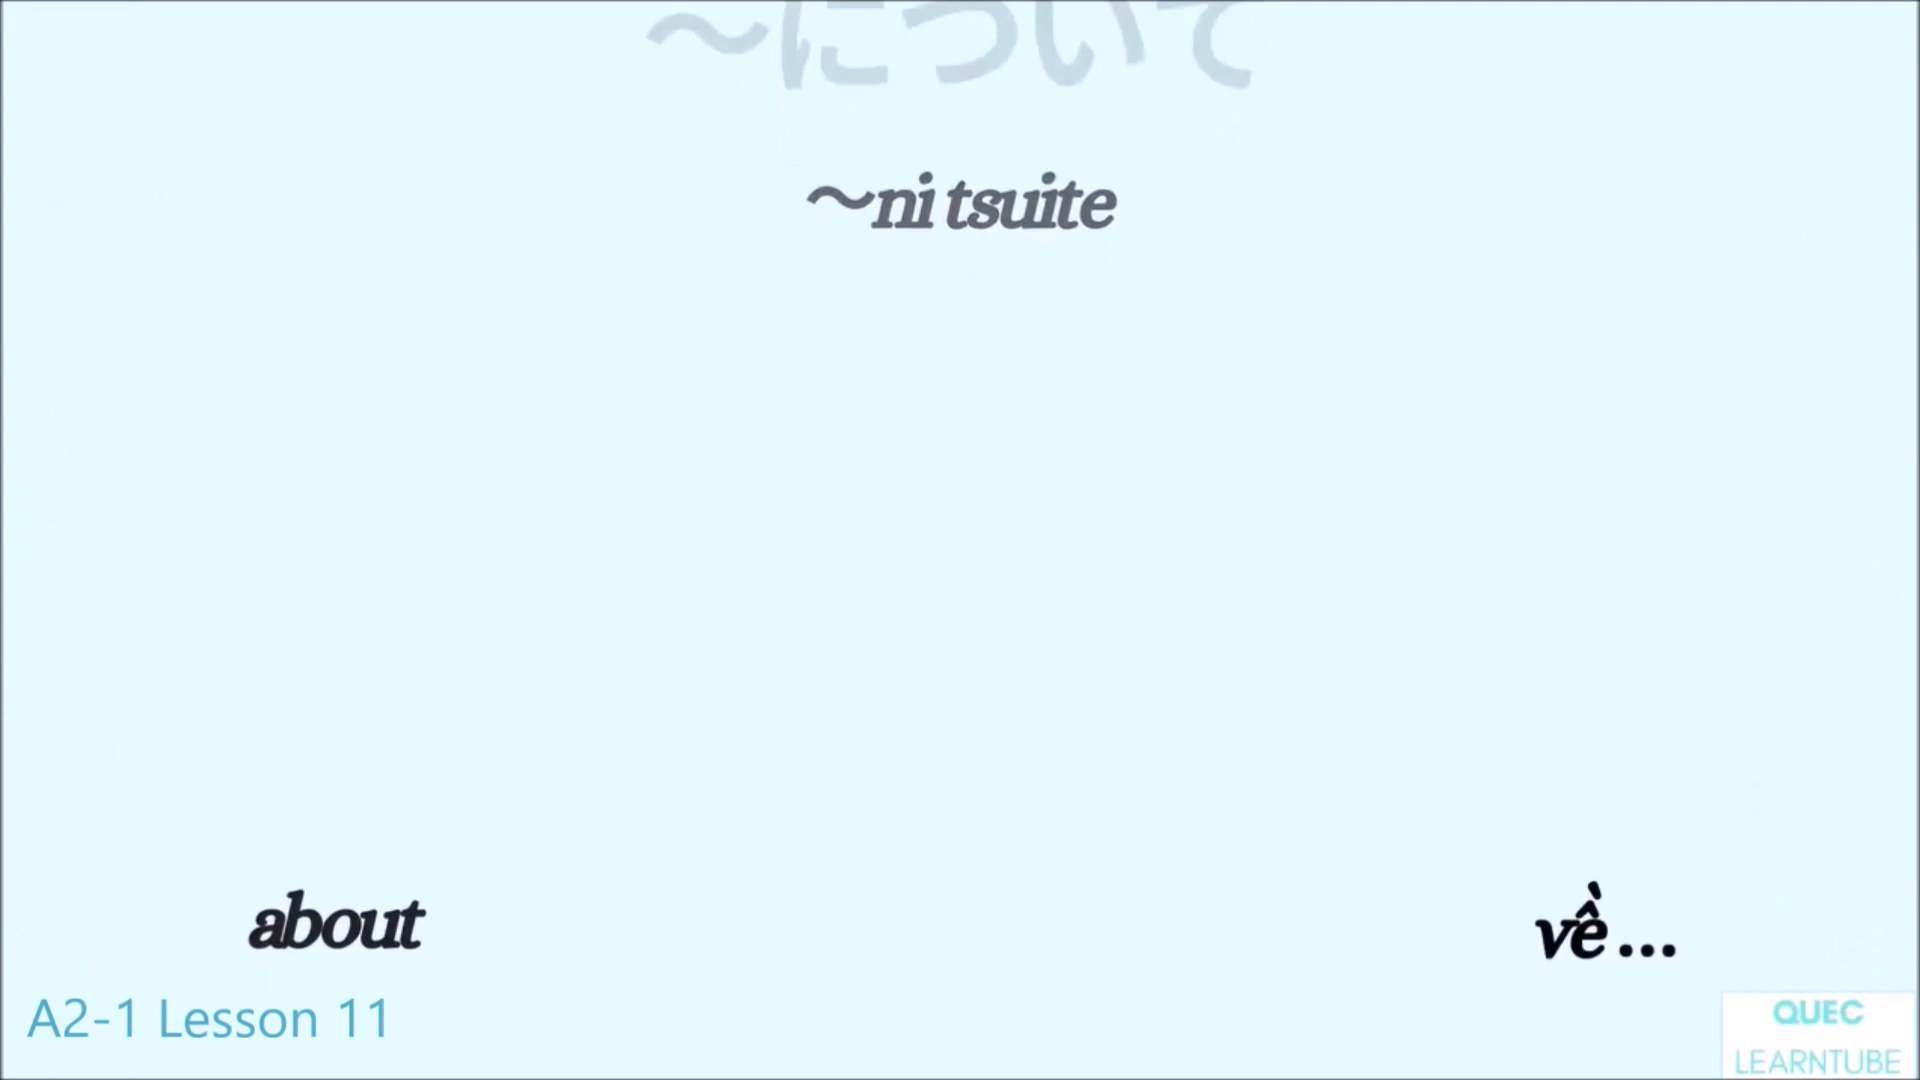 ～について
～ni tsuite
about
về ...
A2-1 Lesson 11
QUEC
LEARNTUBE